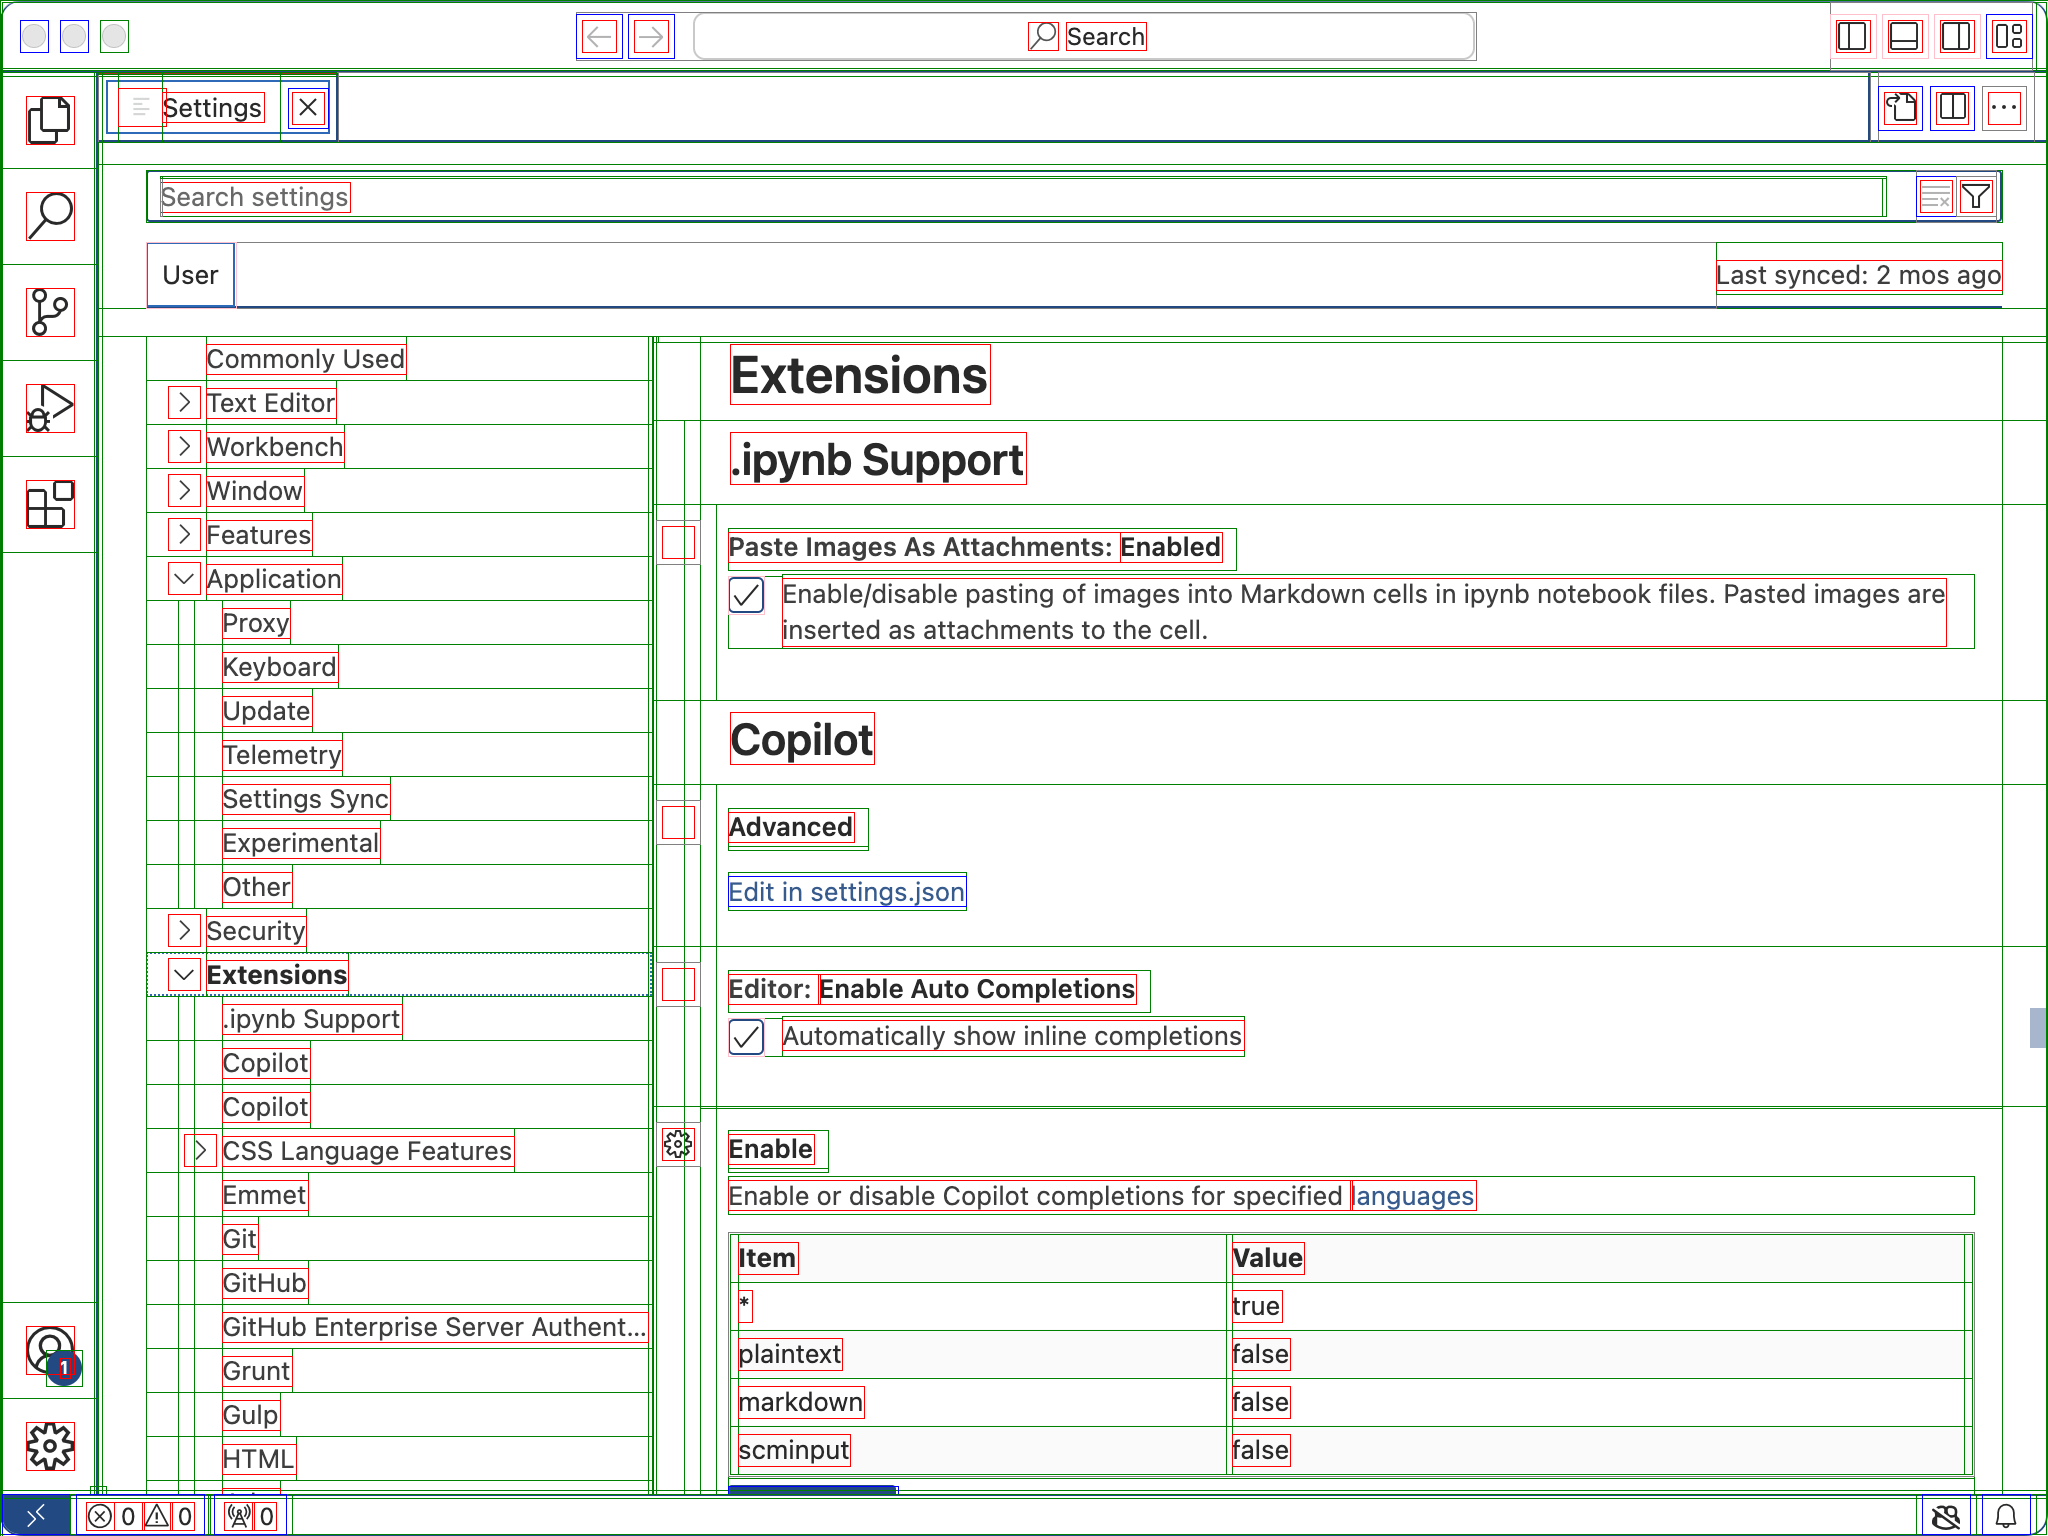 Search
Settings
Search settings
User
Last synced: 2 mos ago
Commonly Used
Text Editor
Workbench
Window
Features
Application
Proxy
Keyboard
Update
Telemetry
Settings Sync
Experimental
Other
Security
Extensions
.ipynb Support
Copilot
Copilot
CSS Language Features
Emmet
Git
GitHub
GitHub Enterprise Server Authent...
Grunt
Gulp
HTML
Extensions
.ipynb Support
Paste Images As Attachments: Enabled
Enable/disable pasting of images into Markdown cells in ipynb notebook files. Pasted images are
inserted as attachments to the cell.
Copilot
Advanced
Edit in settings.json
Editor: Enable Auto Completions
Automatically show inline completions
Enable
Enable or disable Copilot completions for specified languages
Item Value
* true
plaintext false
markdown false
scminput false
1
0 0 0